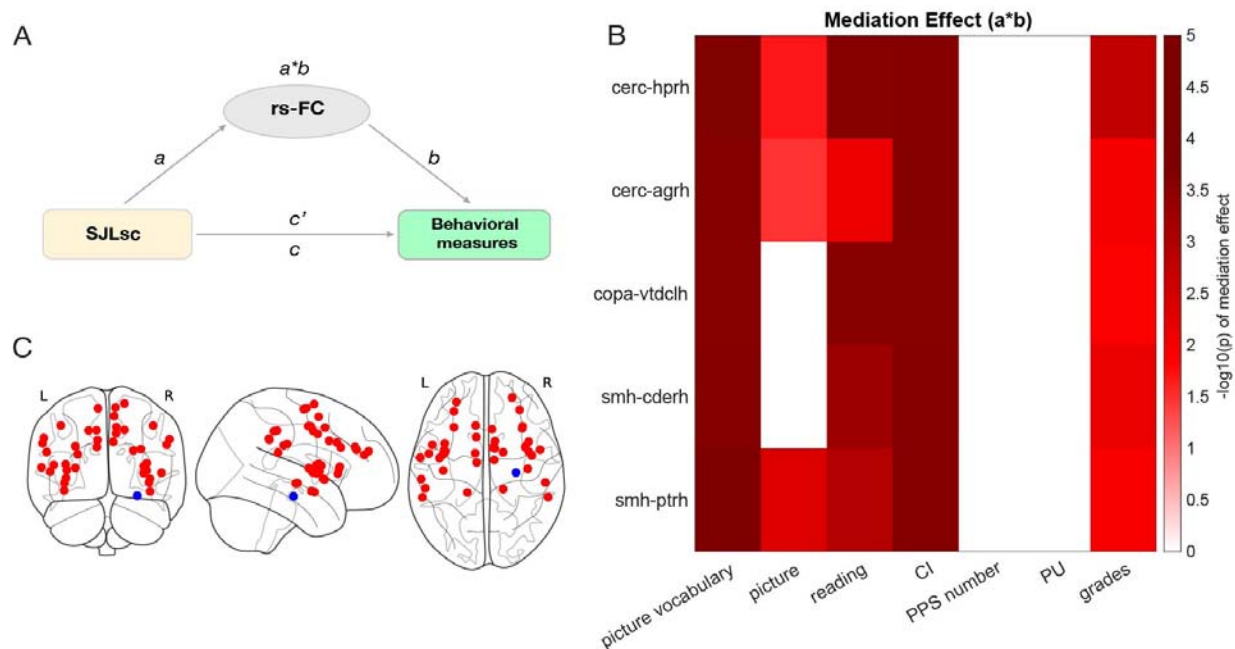 A
a*b
rs-FC
a
b
SJLsc
c'
c
Behavioral
measures
B
Mediation Effect (a*b)
cerc-hprh
cerc-agrh
copa-vtdclh
smh-cderh
smh-ptrh
picture vocabulary
picture
reading
CI
PPS number
PU
grades
5
4.5
4
3.5
3
2.5
2
1.5
1
0.5
0
-log10(p) of mediation effect
C
L
R
L
R